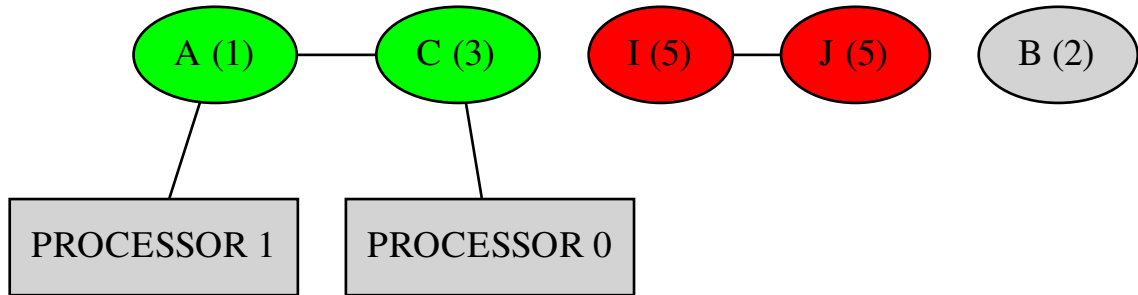 A (1)
C (3)
I (5)
J (5)
B (2)
PROCESSOR 1
PROCESSOR 0